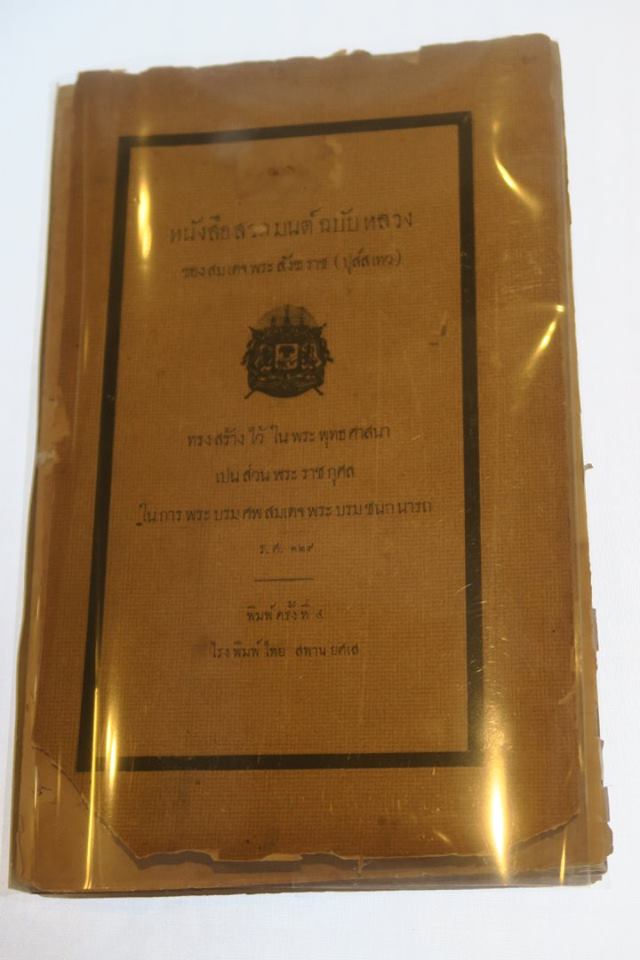 หนังสือสวดมนต์ฉบับหลวง
ของสมเดจพระสังฆราช (ปุสสเทว)
ทรงสร้างไว้ในพระพุทธศาสนา
เปนส่วนพระราชกุศล
ในการพระบรมศพสมเดจพระบรมชนกนารถ
ร.ศ. ๑๒๙
พิมพ์ครั้งที่ ๔
โรงพิมพ์ไทย สพานยศเส